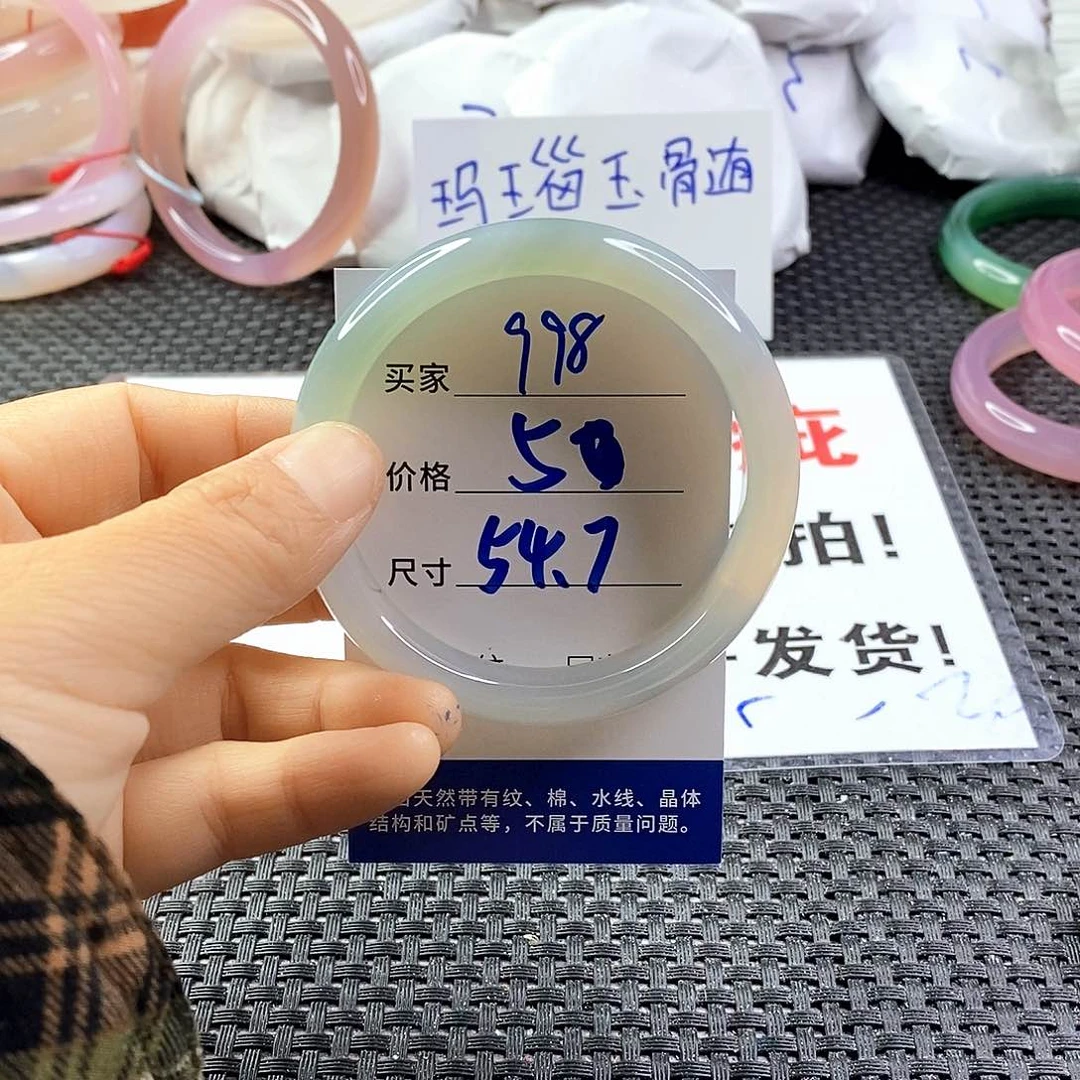 玛瑙玉骨髓
买家 998
价格 50
尺寸 54.7
疵
拍！
发货！
天然带有纹、棉、水线、晶体
结构和矿点等，不属于质量问题。